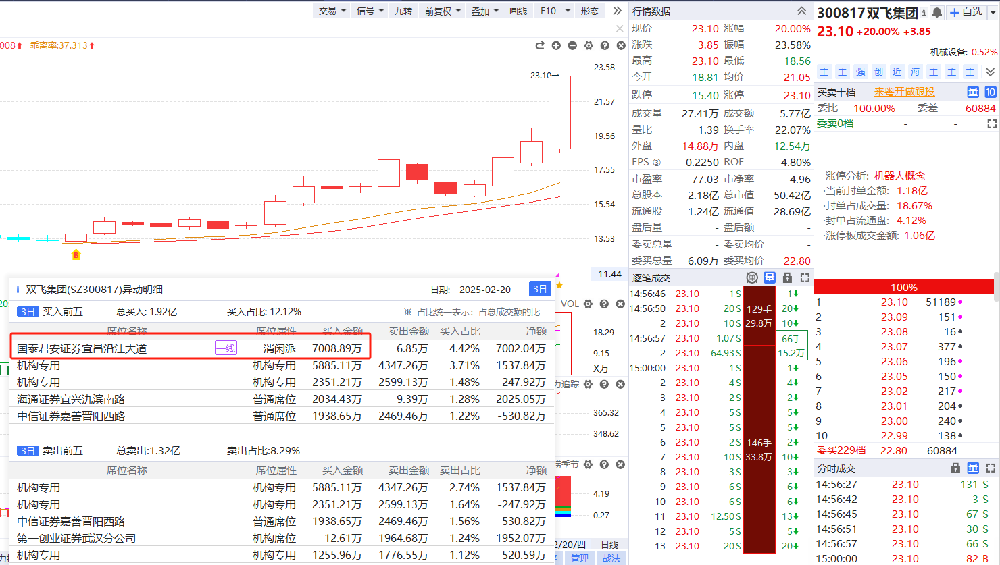 交易 信号 九转 前复权 叠加 画线 F10 形态
008 乖离率:37.313
23.10
23.58
21.57
19.56
17.55
15.54
13.53
11.44
B
双飞集团(SZ300817)异动明细 日期: 2025-02-20 3日
3日 买入前五 总买入: 1.92亿 买入占比: 12.12% ※ 占比统一表示: 占总成交额的比
席位名称 席位属性 买入金额 卖出金额 买入占比 净额
国泰君安证券宜昌沿江大道 一线 消闲派 7008.89万 6.85万 4.42% 7002.04万
机构专用 机构专用 5885.11万 4347.26万 3.71% 1537.84万
机构专用 机构专用 2351.21万 2599.13万 1.48% -247.92万
海通证券宜兴氿滨南路 普通席位 2034.43万 9.39万 1.28% 2025.05万
中信证券嘉善晋阳西路 普通席位 1938.65万 2469.46万 1.22% -530.82万
3日 卖出前五 总卖出:1.32亿 卖出占比:8.29%
席位名称 席位属性 买入金额 卖出金额 卖出占比 净额
机构专用 机构专用 5885.11万 4347.26万 2.74% 1537.84万
机构专用 机构专用 2351.21万 2599.13万 1.64% -247.92万
中信证券嘉善晋阳西路 普通席位 1938.65万 2469.46万 1.56% -530.82万
第一创业证券武汉分公司 机构席位 12.61万 1964.68万 1.24% -1952.07万
机构专用 机构专用 1255.96万 1776.55万 1.12% -520.59万
VOL
18.29
9.15
X万
力追踪
365.32
348.62
捞季节
4.19
0.27
2/20/四 日线
管理 战法
行情数据
现价 23.10 涨幅 20.00%
涨跌 3.85 振幅 23.58%
最高 23.10 最低 18.56
今开 18.81 均价 21.05
跌停 15.40 涨停 23.10
成交量 27.41万 成交额 5.77亿
量比 1.39 换手率 22.07%
外盘 14.88万 内盘 12.54万
EPS ③ 0.2250 ROE 4.80%
市盈率 77.03 市净率 4.96
总股本 2.18亿 总市值 50.42亿
流通股 1.24亿 流通值 28.69亿
盘后量 - 盘后额 -
委卖总量 - 委卖均价 -
委买总量 6.09万 委买均价 22.80
逐笔成交 单 量
14:56:46 23.10 1 S 1
14:56:50 23.10 20 S 129手 20
2 23.10 10 S 29.8万 10
14:56:57 23.10 1.07 S 66手
2 23.10 64.93 S 15.2万
15:00:00 23.10 1 S 1
2 23.10 4 S 4
3 23.10 2 S 2
4 23.10 5 S 5
5 23.10 5 S 5
6 23.10 2 S 146手 2
7 23.10 10 S 33.8万 10
8 23.10 3 S 3
9 23.10 6 S 6
10 23.10 6 S 6
11 23.10 12.50 S 13
12 23.10 5 S 5
13 23.10 20 S 20
300817 双飞集团 自选
23.10 +20.00% +3.85
机械设备: 0.52%
主 主 强 创 近 海 主 主 主
买卖十档 来粤开做跟投 量 10
委比 100.00% 委差 60884
委卖0档 - -
涨停分析: 机器人概念
·当前封单金额: 1.18亿
·封单占成交量: 18.67%
·封单占流通盘: 4.12%
·涨停板成交金额: 1.06亿
100%
1 23.10 51189
2 23.09 151
3 23.08 16
4 23.07 377
5 23.06 196
6 23.05 150
7 23.02 217
8 23.01 204
9 23.00 240
10 22.99 138
委买229档 22.80 60884
分时成交 量
14:56:27 23.10 131 S
14:56:42 23.10 3 S
14:56:45 23.10 67 S
14:56:51 23.10 30 S
14:56:57 23.10 66 S
15:00:00 23.10 82 B